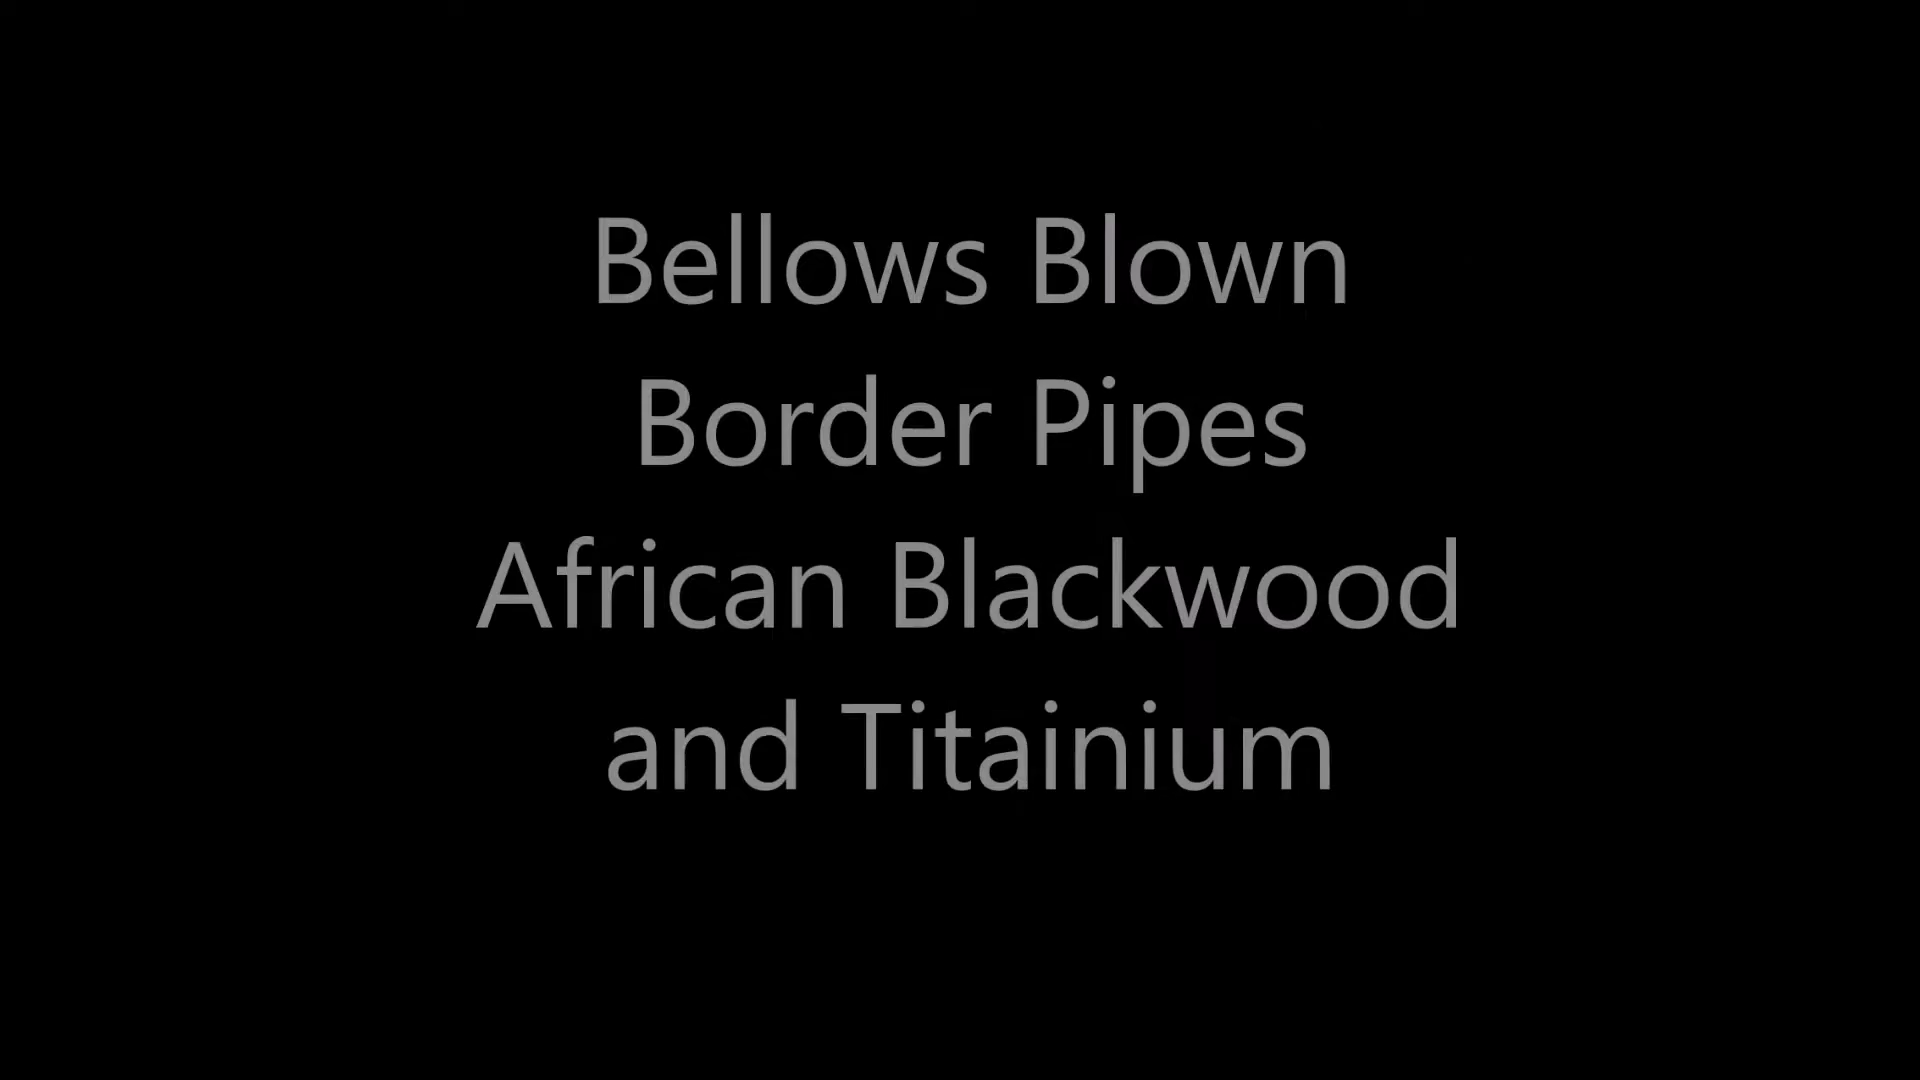 Bellows Blown
Border Pipes
African Blackwood
and Titainium